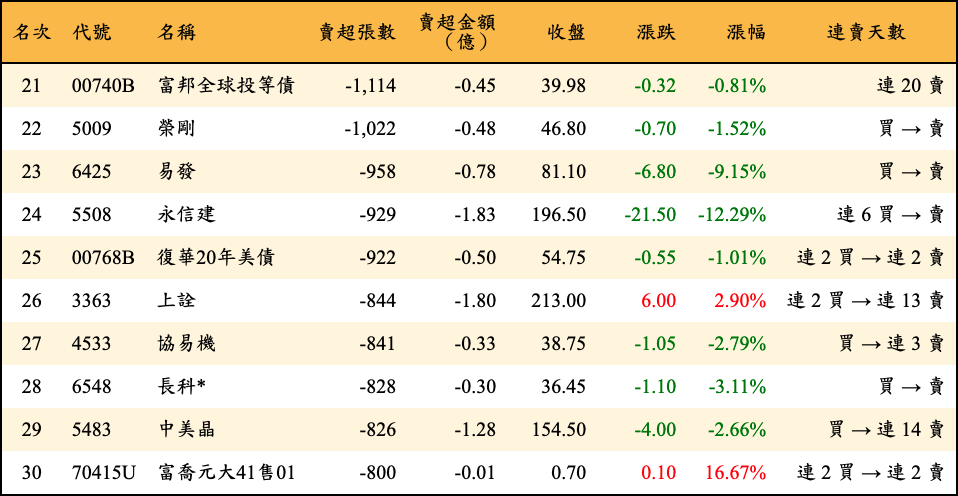 名次 代號 名稱 賣超張數 賣超金額（億） 收盤 漲跌 漲幅 連賣天數
21 00740B 富邦全球投等債 -1,114 -0.45 39.98 -0.32 -0.81% 連 20 賣
22 5009 榮剛 -1,022 -0.48 46.80 -0.70 -1.52% 買 → 賣
23 6425 易發 -958 -0.78 81.10 -6.80 -9.15% 買 → 賣
24 5508 永信建 -929 -1.83 196.50 -21.50 -12.29% 連 6 買 → 賣
25 00768B 復華20年美債 -922 -0.50 54.75 -0.55 -1.01% 連 2 買 → 連 2 賣
26 3363 上詮 -844 -1.80 213.00 6.00 2.90% 連 2 買 → 連 13 賣
27 4533 協易機 -841 -0.33 38.75 -1.05 -2.79% 買 → 連 3 賣
28 6548 長科* -828 -0.30 36.45 -1.10 -3.11% 買 → 賣
29 5483 中美晶 -826 -1.28 154.50 -4.00 -2.66% 買 → 連 14 賣
30 70415U 富喬元大41售01 -800 -0.01 0.70 0.10 16.67% 連 2 買 → 連 2 賣